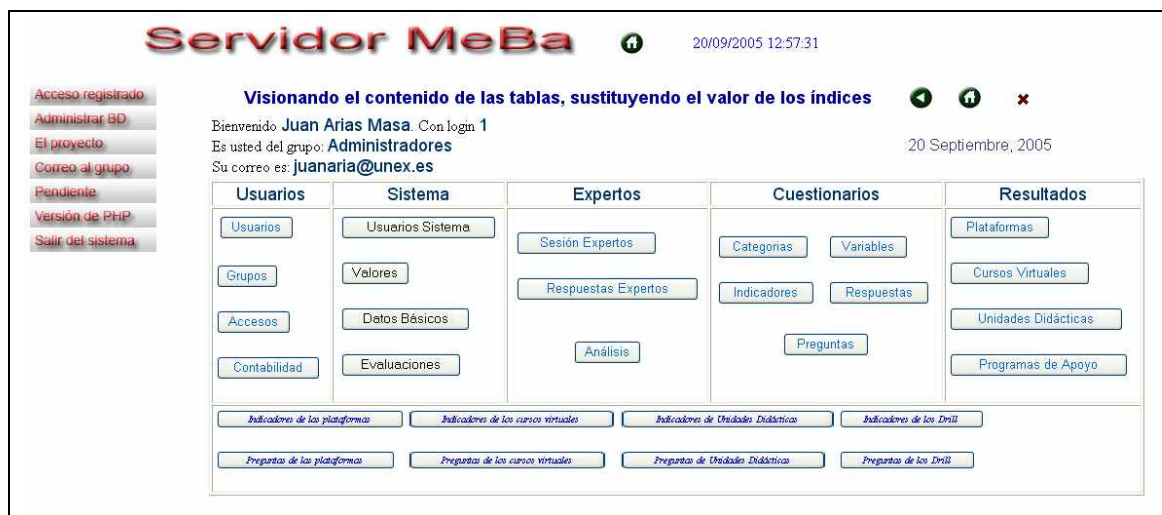 Servidor MeBa 20/09/2005 12:57:31
Acceso registrado
Administrar BD
El proyecto
Correo al grupo
Pendiente
Versión de PHP
Salir del sistema
Visionando el contenido de las tablas, sustituyendo el valor de los índices
Bienvenido Juan Arias Masa. Con login 1
Es usted del grupo: Administradores
20 Septiembre, 2005
Su correo es: juanaria@unex.es
Usuarios Sistema Expertos Cuestionarios Resultados
Usuarios
Grupos
Accesos
Contabilidad
Usuarios Sistema
Valores
Datos Básicos
Evaluaciones
Sesión Expertos
Respuestas Expertos
Análisis
Categorias Variables
Indicadores Respuestas
Preguntas
Plataformas
Cursos Virtuales
Unidades Didácticas
Programas de Apoyo
Indicadores de las plataformas Indicadores de los cursos virtuales Indicadores de Unidades Didácticas Indicadores de los Drill
Preguntas de las plataformas Preguntas de los cursos virtuales Preguntas de Unidades Didácticas Preguntas de los Drill